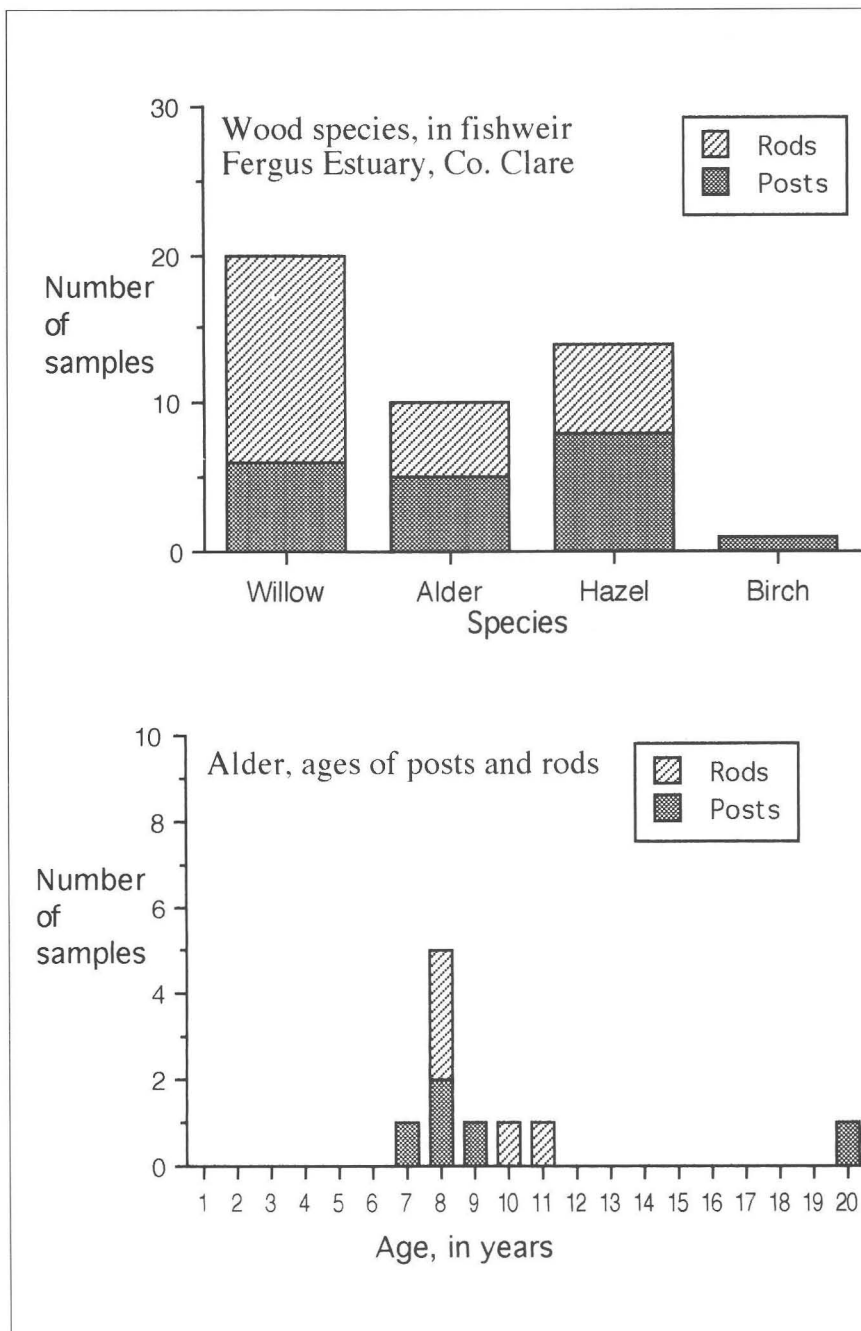 Wood species, in fishweir
Fergus Estuary, Co. Clare
Rods
Posts
30
20
10
0
Number
of
samples
Willow Alder Hazel Birch
Species
Alder, ages of posts and rods
Rods
Posts
10
8
6
4
2
0
Number
of
samples
1 2 3 4 5 6 7 8 9 10 11 12 13 14 15 16 17 18 19 20
Age, in years